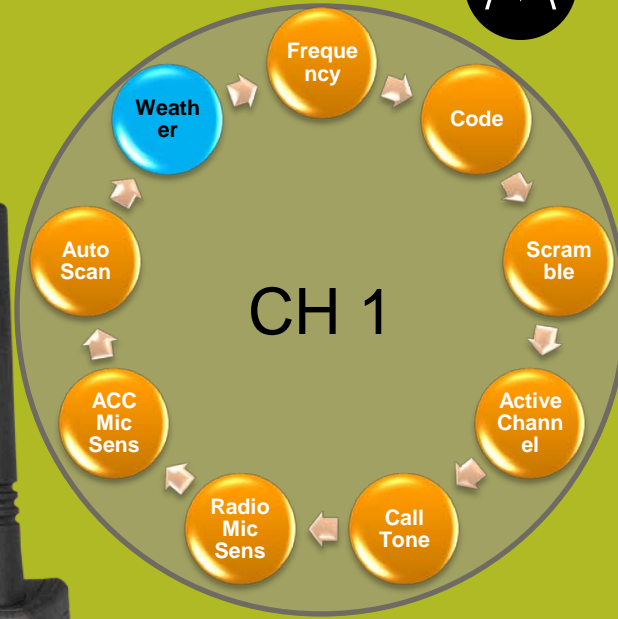 Freque
ncy
Code
Scram
ble
Active
Chann
el
Call
Tone
Radio
Mic
Sens
ACC
Mic
Sens
Auto
Scan
Weath
er
CH 1